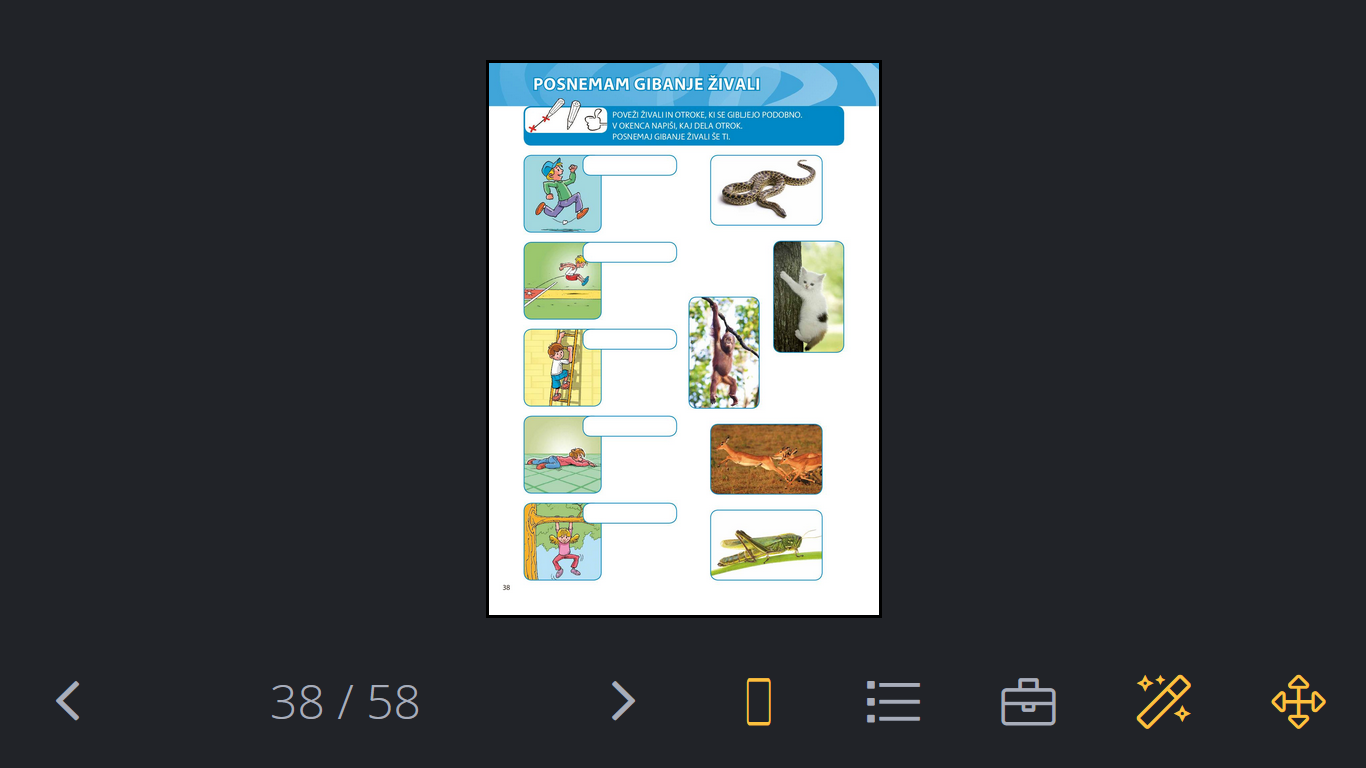 POSNEMAM GIBANJE ŽIVALI
POVEŽI ŽIVALI IN OTROKE, KI SE GIBLJEJO PODOBNO.
V OKENCA NAPIŠI, KAJ DELA OTROK.
POSNEMAJ GIBANJE ŽIVALI ŠE TI.
38
38 / 58